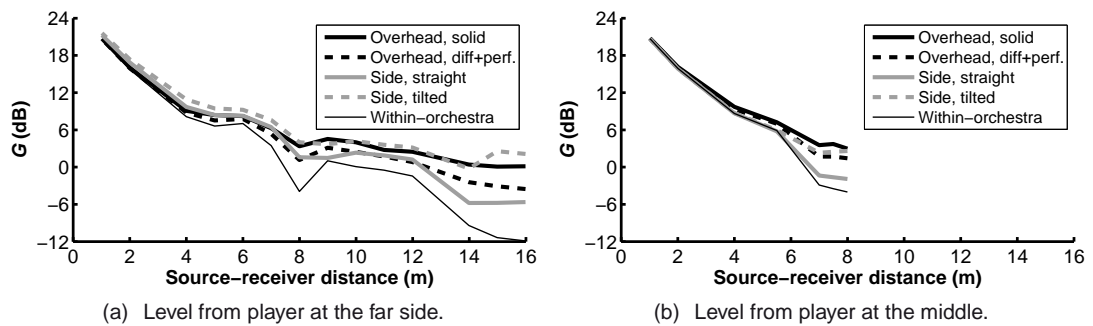 24
18
12
6
0
−6
−12
G (dB)
0 2 4 6 8 10 12 14 16
Source−receiver distance (m)
Overhead, solid
Overhead, diff+perf.
Side, straight
Side, tilted
Within−orchestra
(a) Level from player at the far side.
24
18
12
6
0
−6
−12
G (dB)
0 2 4 6 8 10 12 14 16
Source−receiver distance (m)
Overhead, solid
Overhead, diff+perf.
Side, straight
Side, tilted
Within−orchestra
(b) Level from player at the middle.